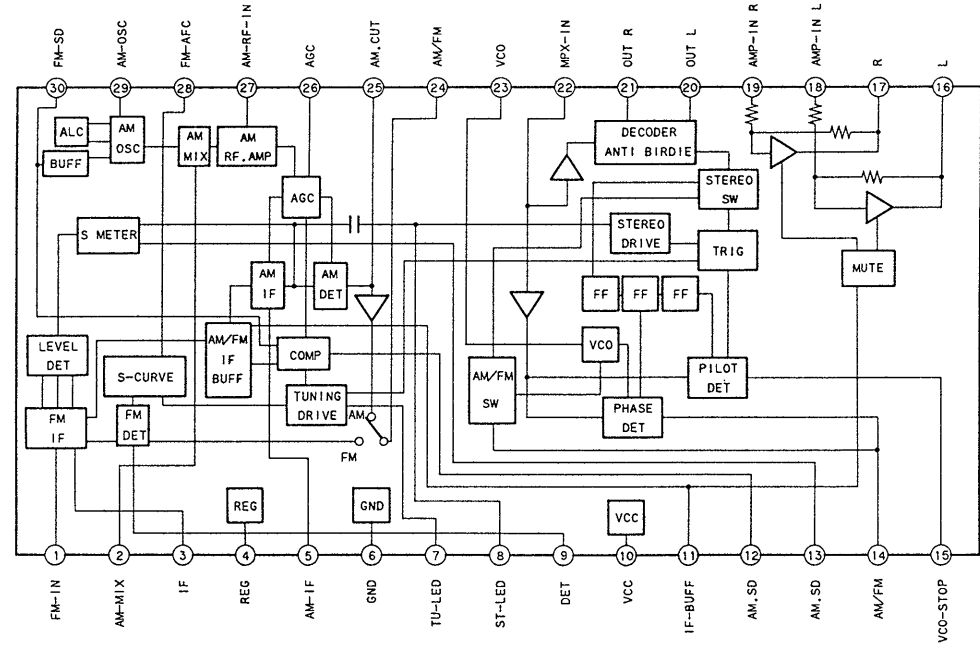 FM-SD
AM-OSC
FM-AFC
AM-RF-IN
AGC
AM.CUT
AM/FM
VCO
MPX-IN
OUT R
OUT L
AMP-IN R
AMP-IN L
R
L
30
29
28
27
26
25
24
23
22
21
20
19
18
17
16
ALC
BUFF
AM
OSC
AM
MIX
AM
RF.AMP
DECODER
ANTI BIRDIE
AGC
STEREO
SW
S METER
STEREO
DRIVE
TRIG
MUTE
AM
IF
AM
DET
FF
FF
FF
LEVEL
DET
AM/FM
IF
BUFF
COMP
VCO
S-CURVE
AM/FM
SW
PILOT
DET
TUNING
DRIVE
AM
FM
FM
IF
FM
DET
PHASE
DET
REG
GND
VCC
1
2
3
4
5
6
7
8
9
10
11
12
13
14
15
FM-IN
AM-MIX
IF
REG
AM-IF
GND
TU-LED
ST-LED
DET
VCC
IF-BUFF
AM.SD
AM.SD
AM/FM
VCO-STOP